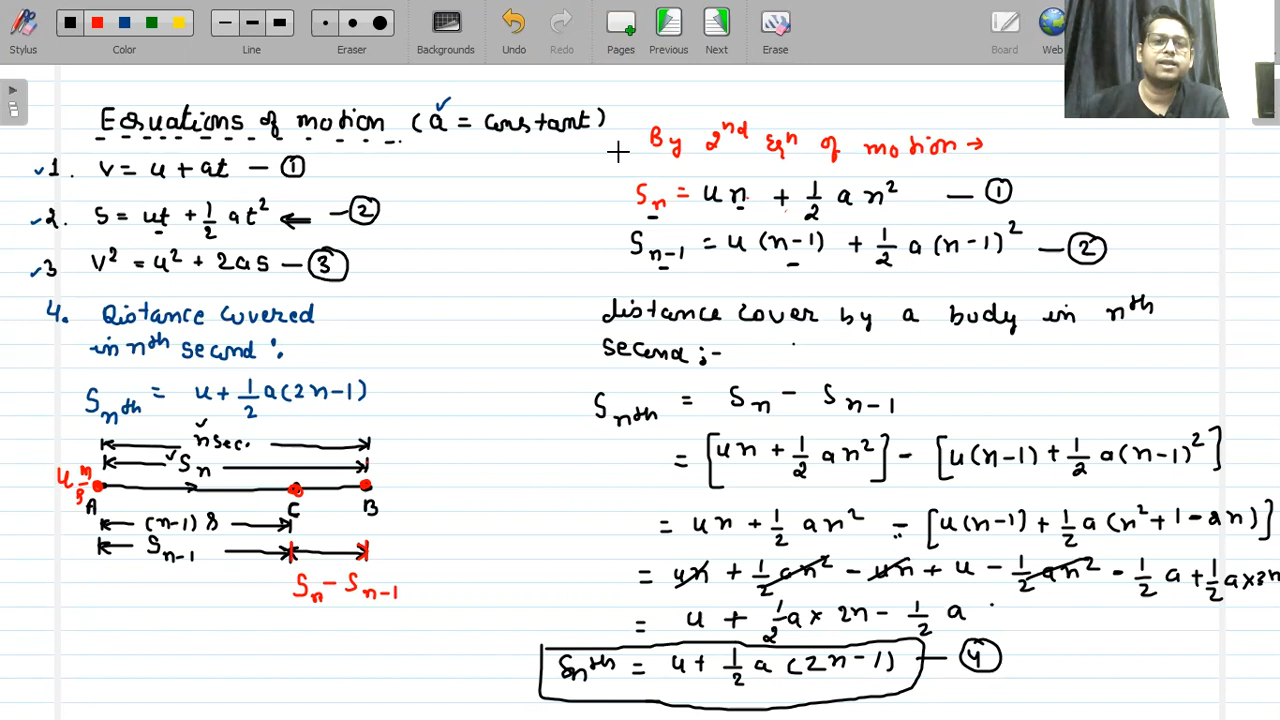 Stylus Color Line Eraser Backgrounds Undo Redo Pages Previous Next Erase Board Web
Equations of motion (a = constant)
1. v = u + at — ①
2. s = ut + 1/2 at² ⟸ — ②
3 v² = u² + 2as — ③
4. Distance covered
in nth second :
Snth = u + 1/2 a(2n-1)
n sec.
Sn
u m/s
A C B
(n-1) s
Sn-1
Sn - Sn-1
By 2nd Eqn of motion →
Sn = un + 1/2 an² — ①
Sn-1 = u(n-1) + 1/2 a(n-1)² — ②
distance cover by a body in nth
second ;-
Snth = Sn - Sn-1
= [un + 1/2 an²] - [u(n-1) + 1/2 a(n-1)²]
= un + 1/2 an² - [u(n-1) + 1/2 a(n² + 1 - 2n)]
= un + 1/2 an² - un + u - 1/2 an² - 1/2 a + 1/2 a × 2n
= u + 1/2 a × 2n - 1/2 a
Snth = u + 1/2 a (2n-1) — ④